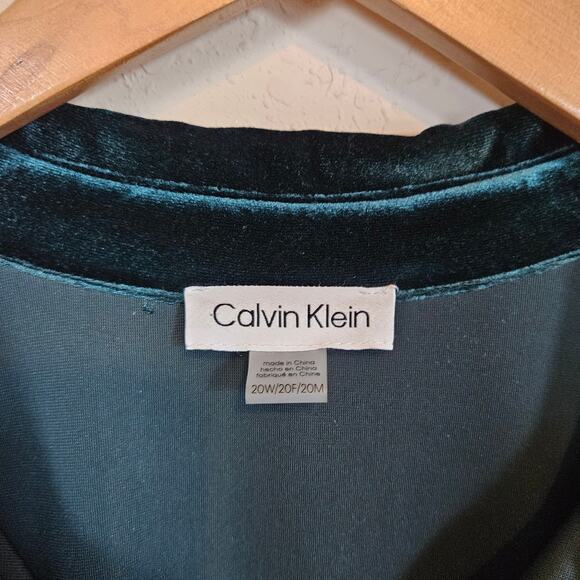 Calvin Klein
made in China
hecho en China
fabriqué en Chine
20W/20F/20M